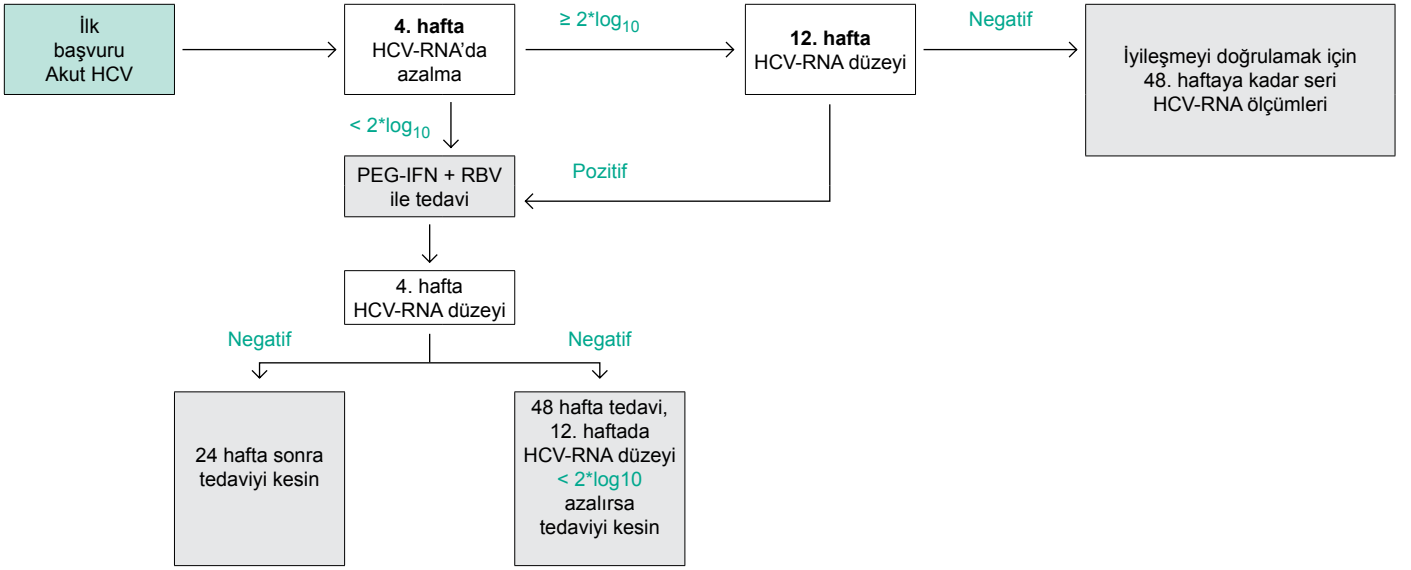 İlk
başvuru
Akut HCV
4. hafta
HCV-RNA'da
azalma
≥ 2*log10
12. hafta
HCV-RNA düzeyi
Negatif
İyileşmeyi doğrulamak için
48. haftaya kadar seri
HCV-RNA ölçümleri
< 2*log10
PEG-IFN + RBV
ile tedavi
Pozitif
4. hafta
HCV-RNA düzeyi
Negatif
Negatif
24 hafta sonra
tedaviyi kesin
48 hafta tedavi,
12. haftada
HCV-RNA düzeyi
< 2*log10
azalırsa
tedaviyi kesin